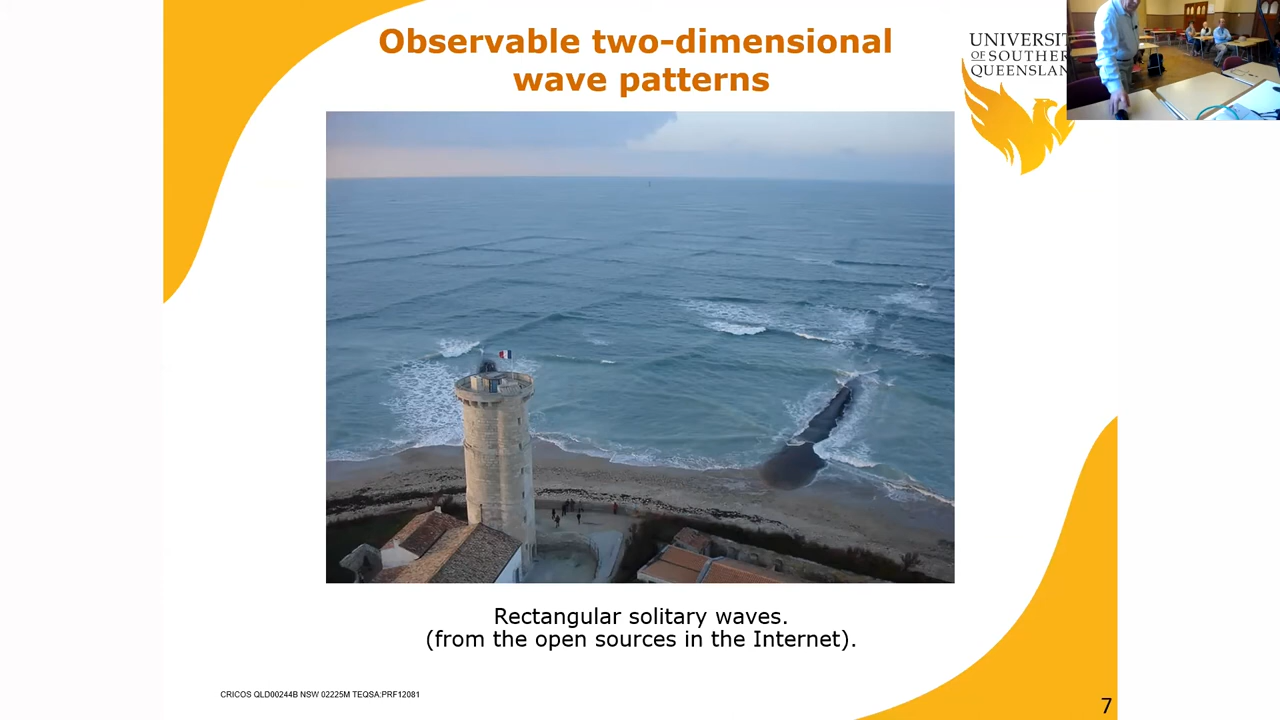 Observable two-dimensional
wave patterns
UNIVERSIT
OF SOUTHER
QUEENSLAN
Rectangular solitary waves.
(from the open sources in the Internet).
CRICOS QLD00244B NSW 02225M TEQSA:PRF12081
7